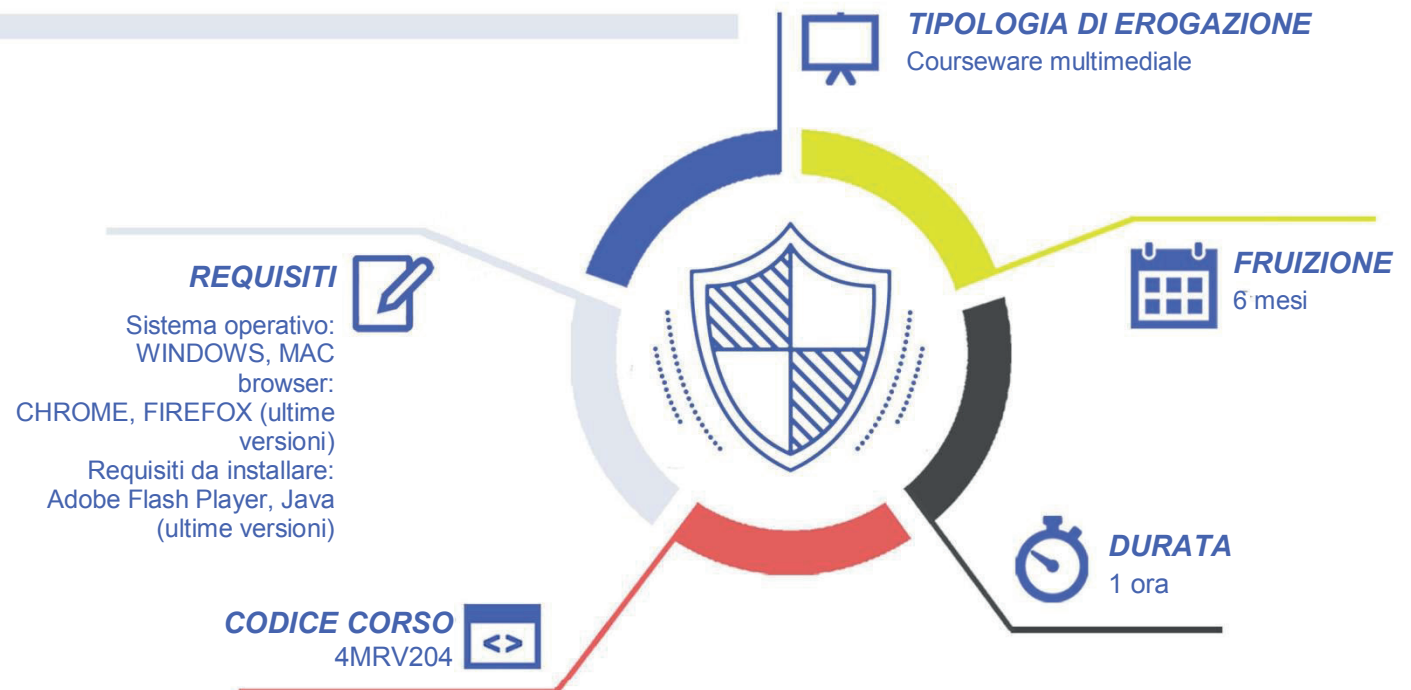 TIPOLOGIA DI EROGAZIONE
Courseware multimediale
FRUIZIONE
6 mesi
REQUISITI
Sistema operativo:
WINDOWS, MAC
browser:
CHROME, FIREFOX (ultime
versioni)
Requisiti da installare:
Adobe Flash Player, Java
(ultime versioni)
DURATA
1 ora
CODICE CORSO
4MRV204
<>